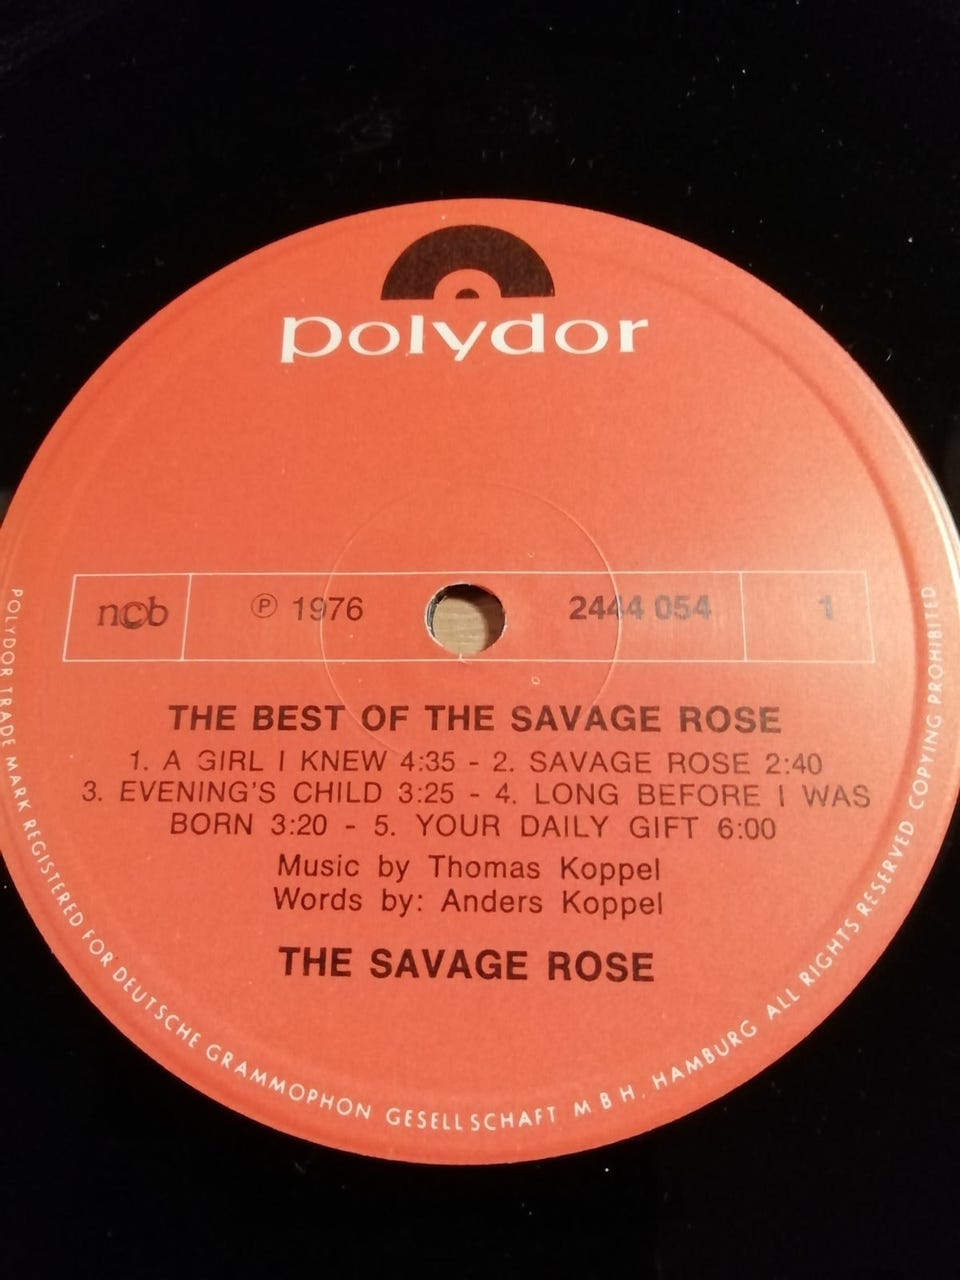 polydor
ncb ℗ 1976 2444 054 1
THE BEST OF THE SAVAGE ROSE
1. A GIRL I KNEW 4:35 - 2. SAVAGE ROSE 2:40
3. EVENING'S CHILD 3:25 - 4. LONG BEFORE I WAS
BORN 3:20 - 5. YOUR DAILY GIFT 6:00
Music by Thomas Koppel
Words by: Anders Koppel
THE SAVAGE ROSE
POLYDOR TRADE MARK REGISTERED FOR DEUTSCHE GRAMMOPHON GESELLSCHAFT M B H. HAMBURG ALL RIGHTS RESERVED COPYING PROHIBITED